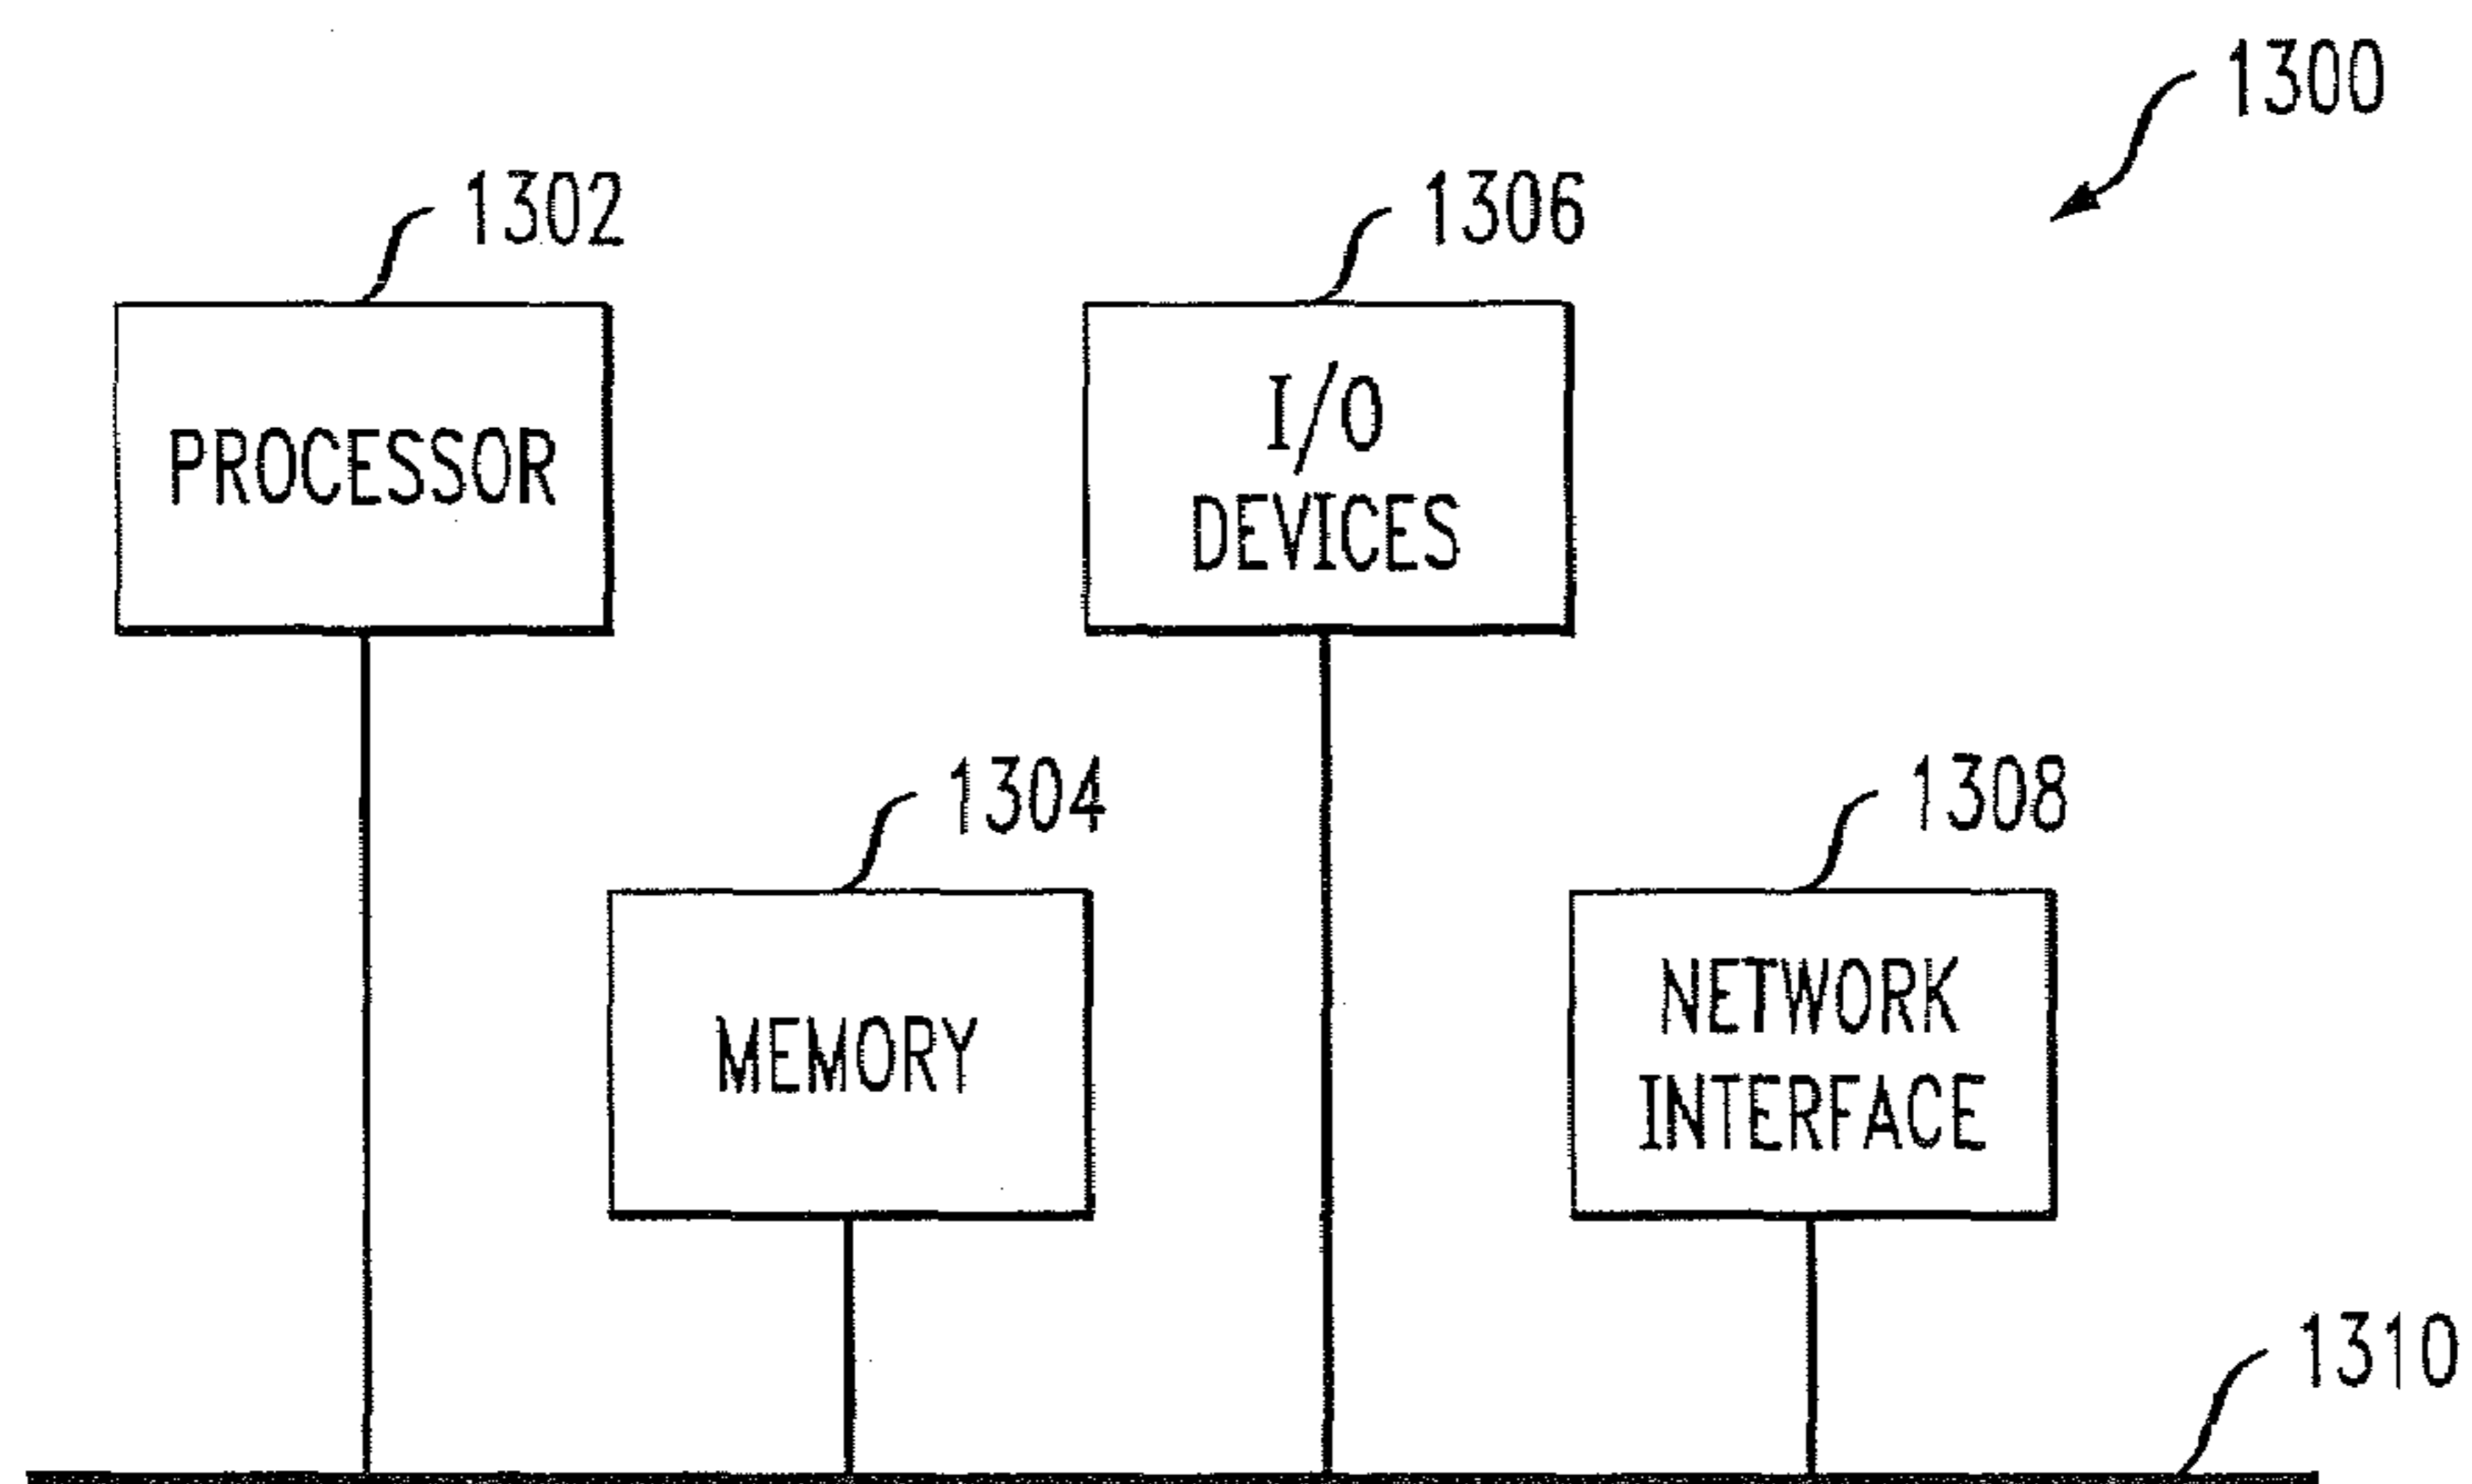 1300
1302
1306
PROCESSOR
I/O
DEVICES
1304
1308
MEMORY
NETWORK
INTERFACE
1310